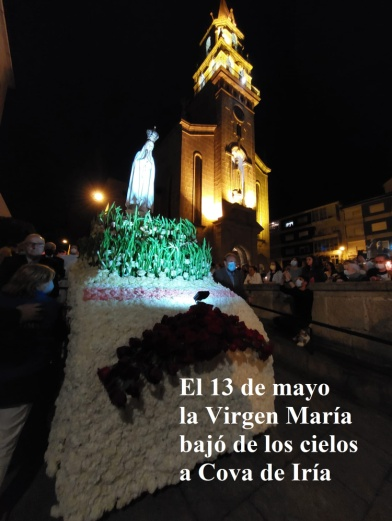 El 13 de mayo
la Virgen María
bajó de los cielos
a Cova de Iría